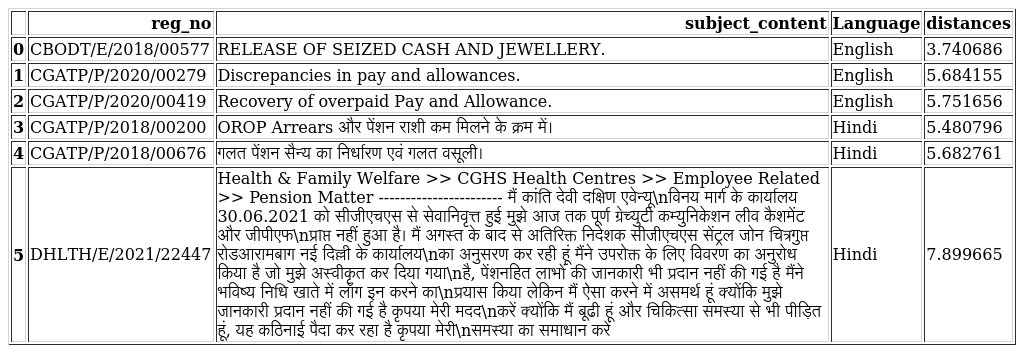 reg_no subject_content Language distances
0 CBODT/E/2018/00577 RELEASE OF SEIZED CASH AND JEWELLERY. English 3.740686
1 CGATP/P/2020/00279 Discrepancies in pay and allowances. English 5.684155
2 CGATP/P/2020/00419 Recovery of overpaid Pay and Allowance. English 5.751656
3 CGATP/P/2018/00200 OROP Arrears और पेंशन राशी कम मिलने के क्रम में। Hindi 5.480796
4 CGATP/P/2018/00676 गलत पेंशन सैन्य का निर्धारण एवं गलत वसूली। Hindi 5.682761
Health & Family Welfare >> CGHS Health Centres >> Employee Related
>> Pension Matter ----------------------- मैं कांति देवी दक्षिण एवेन्यू\nविनय मार्ग के कार्यालय
30.06.2021 को सीजीएचएस से सेवानिवृत्त हुई मुझे आज तक पूर्ण ग्रेच्युटी कम्युनिकेशन लीव कैशमेंट
और जीपीएफ\nप्राप्त नहीं हुआ है। मैं अगस्त के बाद से अतिरिक्त निदेशक सीजीएचएस सेंट्रल जोन चित्रगुप्त
रोडआरामबाग नई दिल्ली के कार्यालय\nका अनुसरण कर रही हूं मैंने उपरोक्त के लिए विवरण का अनुरोध
5 DHLTH/E/2021/22447 किया है जो मुझे अस्वीकृत कर दिया गया\nहै, पेंशनहित लाभों की जानकारी भी प्रदान नहीं की गई है मैंने Hindi 7.899665
भविष्य निधि खाते में लॉग इन करने का\nप्रयास किया लेकिन मैं ऐसा करने में असमर्थ हूं क्योंकि मुझे
जानकारी प्रदान नहीं की गई है कृपया मेरी मदद\nकरें क्योंकि मैं बूढी हूं और चिकित्सा समस्या से भी पीड़ित
हूं, यह कठिनाई पैदा कर रहा है कृपया मेरी\nसमस्या का समाधान करें